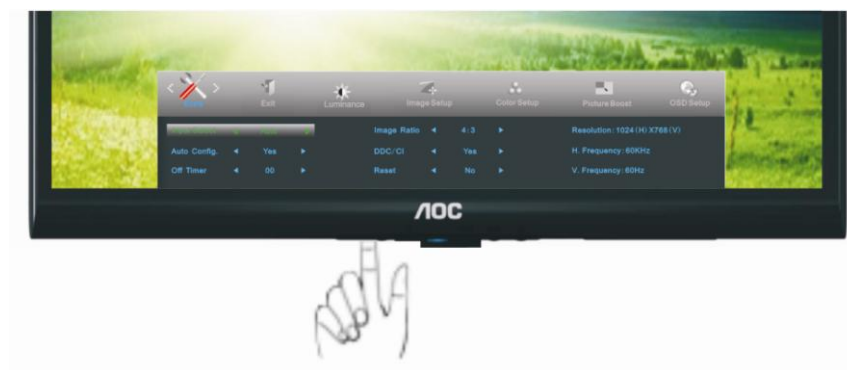 Exit
Luminance
Image Setup
Color Setup
Picture Boost
OSD Setup
Image Ratio 4:3
Resolution: 1024(H)X768(V)
Auto Config. Yes
DDC/CI Yes
H. Frequency: 60KHz
Off Timer 00
Reset No
V. Frequency: 60Hz
AOC